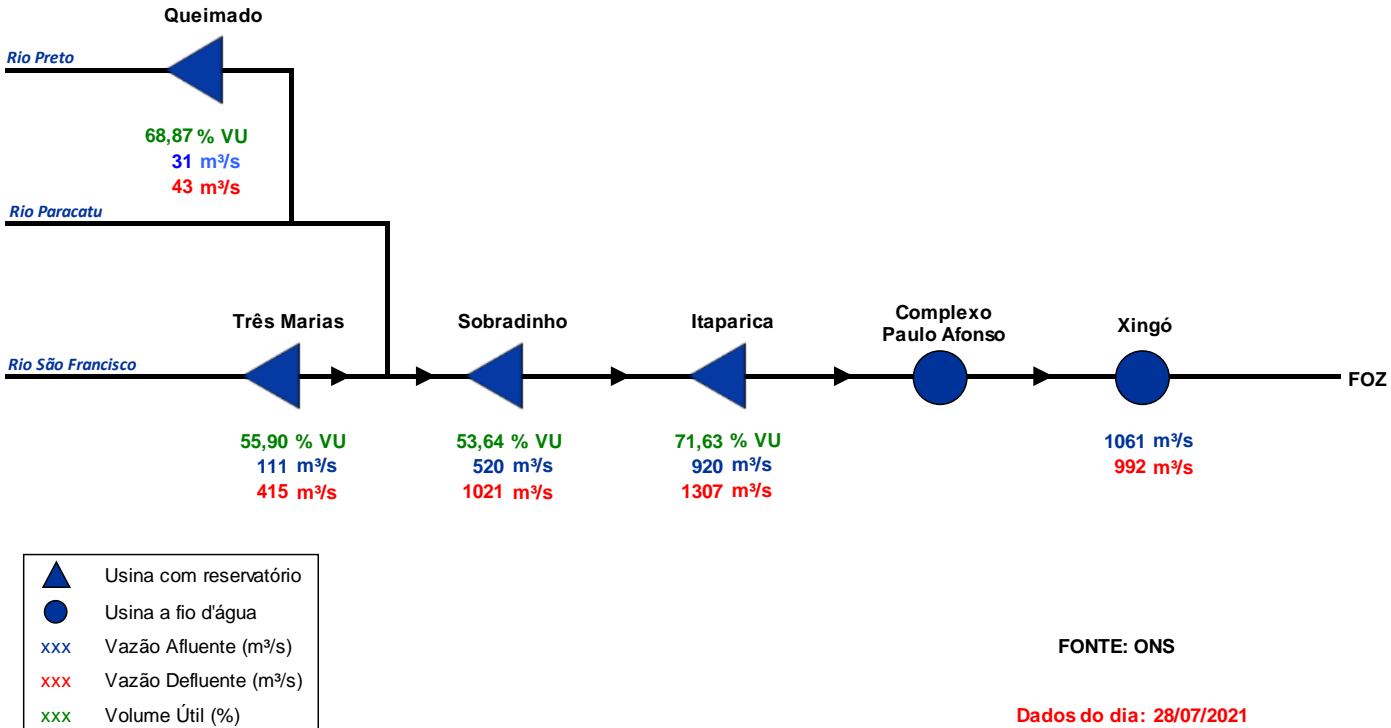 Queimado
Rio Preto
68,87 % VU
31 m³/s
43 m³/s
Rio Paracatu
Três Marias
Sobradinho
Itaparica
Complexo
Paulo Afonso
Xingó
Rio São Francisco
FOZ
55,90 % VU
111 m³/s
415 m³/s
53,64 % VU
520 m³/s
1021 m³/s
71,63 % VU
920 m³/s
1307 m³/s
1061 m³/s
992 m³/s
Usina com reservatório
Usina a fio d'água
xxx Vazão Afluente (m³/s)
xxx Vazão Defluente (m³/s)
xxx Volume Útil (%)
FONTE: ONS
Dados do dia: 28/07/2021